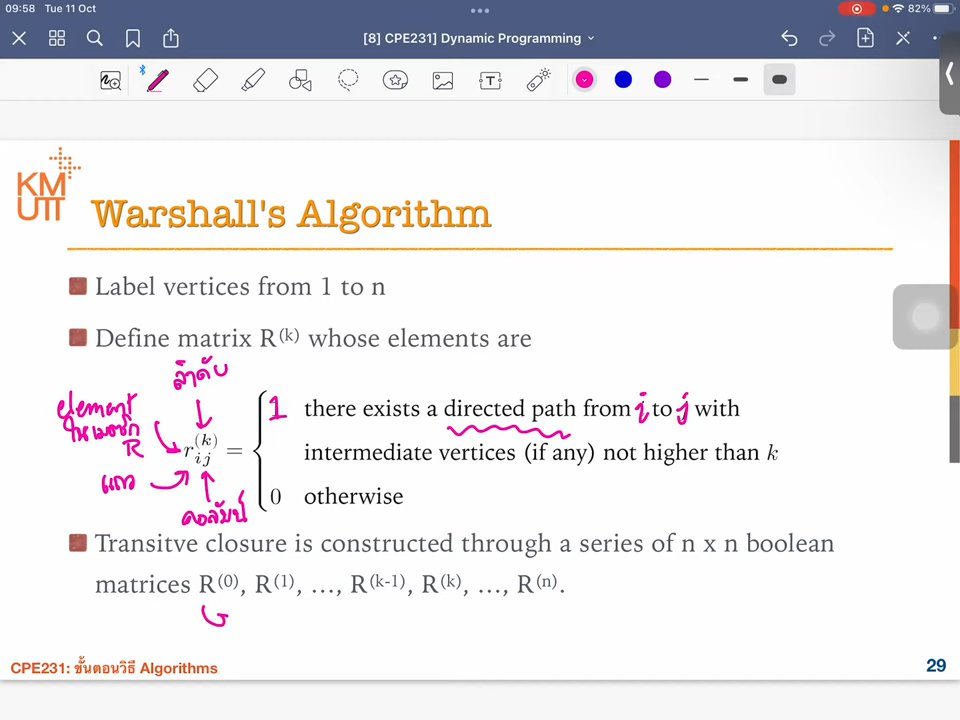 09:58 Tue 11 Oct
82%
[8] CPE231] Dynamic Programming
KM
UTT
Warshall's Algorithm
Label vertices from 1 to n
Define matrix R(k) whose elements are
ลำดับ
element
ในเมตริก
R
แถว
คอลัมน์
r(k)ij =
1 there exists a directed path from i to j with
intermediate vertices (if any) not higher than k
0 otherwise
Transitve closure is constructed through a series of n x n boolean
matrices R(0), R(1), ..., R(k-1), R(k), ..., R(n).
CPE231: ขั้นตอนวิธี Algorithms
29